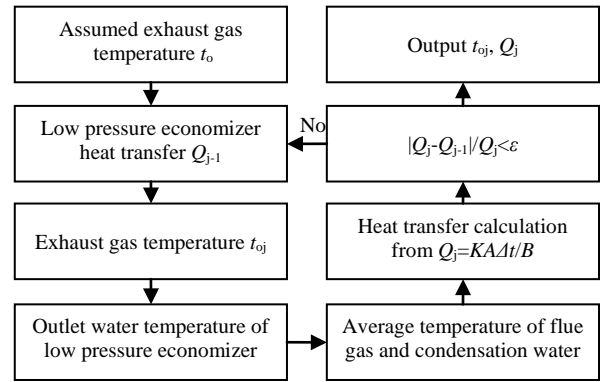 Assumed exhaust gas
temperature tₒ
Low pressure economizer
heat transfer Qⱼ₋₁
Exhaust gas temperature tₒⱼ
Outlet water temperature of
low pressure economizer
Average temperature of flue
gas and condensation water
Heat transfer calculation
from Qⱼ=KAΔt/B
|Qⱼ-Qⱼ₋₁|/Qⱼ<ε
No
Output tₒⱼ, Qⱼ